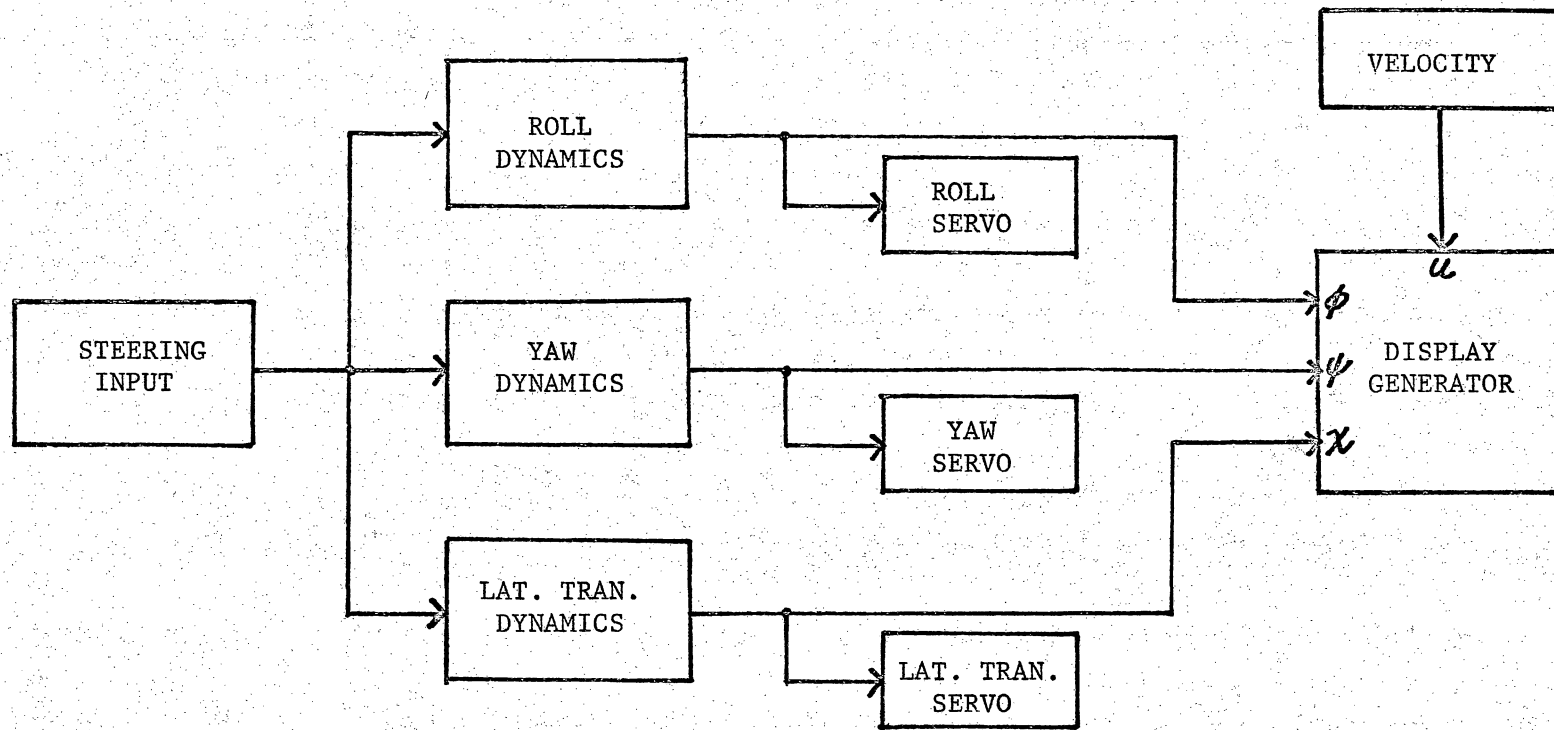 VELOCITY
ROLL
DYNAMICS
ROLL
SERVO
u
ϕ
STEERING
INPUT
YAW
DYNAMICS
ψ
DISPLAY
GENERATOR
YAW
SERVO
χ
LAT. TRAN.
DYNAMICS
LAT. TRAN.
SERVO